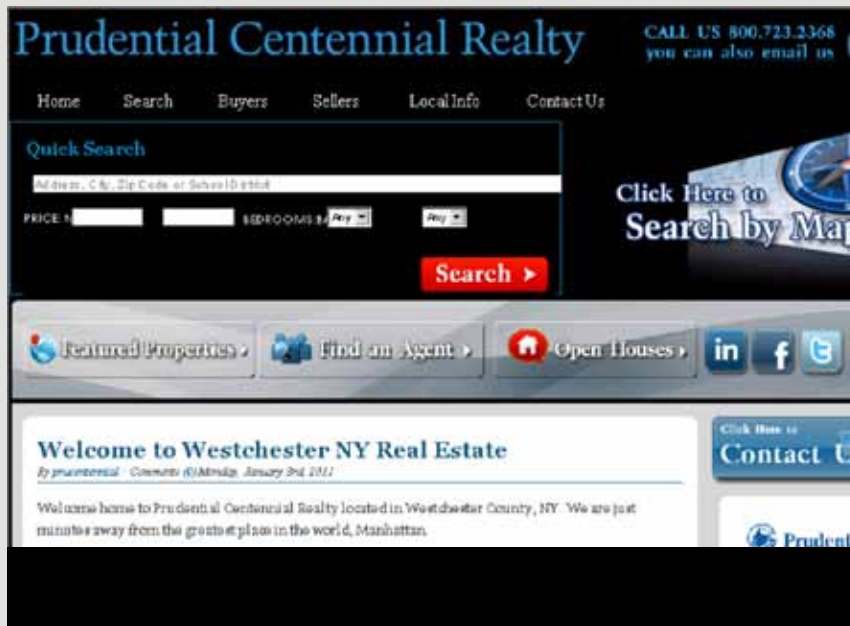 Prudential Centennial Realty
CALL US 800.723.2368
you can also email us
Home Search Buyers Sellers Local Info Contact Us
Quick Search
Address, City, Zip Code or School District
PRICE: BEDROOMS: Any Any
Click Here to
Search by Map
Search
Featured Properties Find an Agent Open Houses in f
Welcome to Westchester NY Real Estate
By prucentennial · Comments (0) Monday, January 3rd, 2011
Click Here to
Contact U
Welcome home to Prudential Centennial Realty located in Westchester County, NY. We are just
minutes away from the greatest place in the world, Manhattan.
Prudent